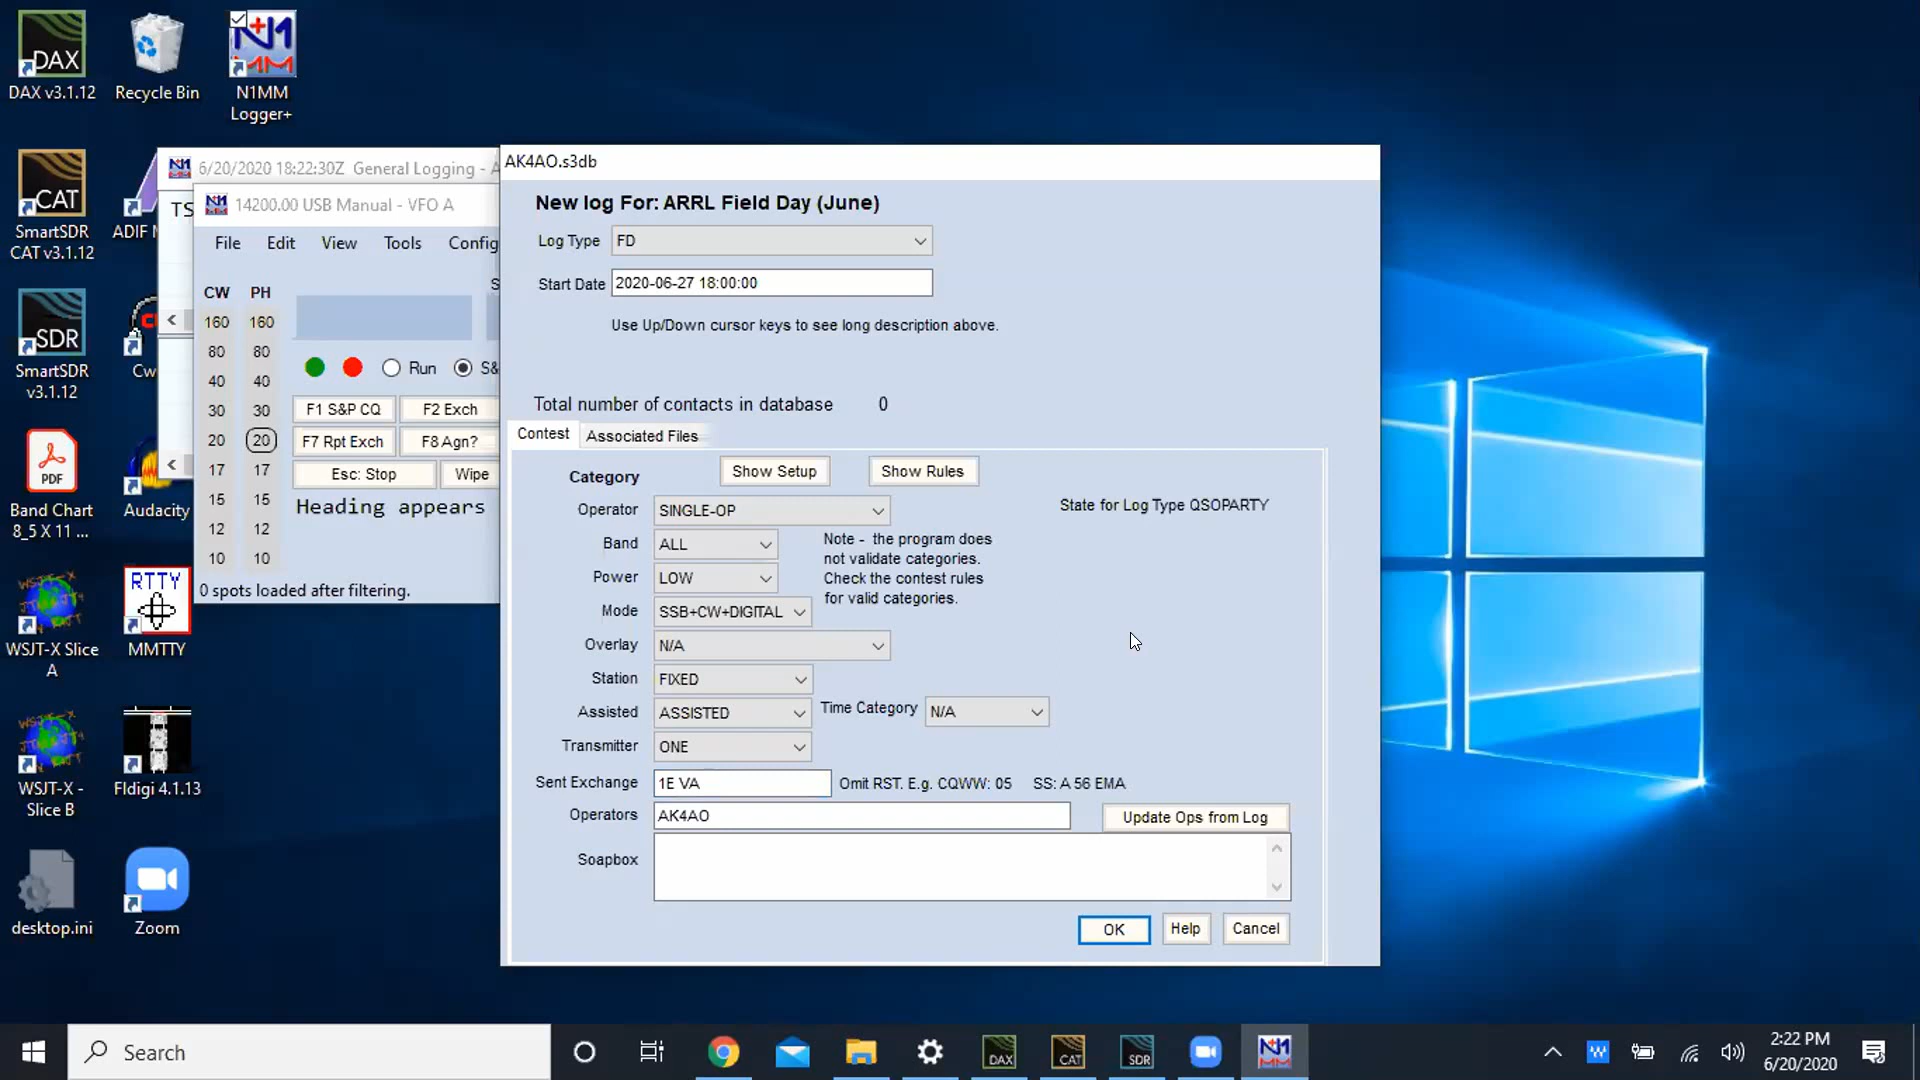 DAX
DAX v3.1.12
Recycle Bin
N1
MM
N1MM
Logger+
CAT
SmartSDR
CAT v3.1.12
ADIF
SDR
SmartSDR
v3.1.12
Cw
PDF
Band Chart
8_5 X 11 ...
Audacity
WSJT-X Slice
A
RTTY
MMTTY
WSJT-X -
Slice B
Fldigi 4.1.13
desktop.ini
Zoom
6/20/2020 18:22:30Z General Logging - A
TS
14200.00 USB Manual - VFO A
File Edit View Tools Config
S
CW PH
160 160
80 80
40 40
30 30
20 20
17 17
15 15
12 12
10 10
Run S&
F1 S&P CQ F2 Exch
F7 Rpt Exch F8 Agn?
Esc: Stop Wipe
Heading appears
0 spots loaded after filtering.
AK4AO.s3db
New log For: ARRL Field Day (June)
Log Type FD
Start Date 2020-06-27 18:00:00
Use Up/Down cursor keys to see long description above.
Total number of contacts in database 0
Contest Associated Files
Category Show Setup Show Rules
Operator SINGLE-OP State for Log Type QSOPARTY
Band ALL
Note - the program does
not validate categories.
Check the contest rules
for valid categories.
Power LOW
Mode SSB+CW+DIGITAL
Overlay N/A
Station FIXED
Assisted ASSISTED Time Category N/A
Transmitter ONE
Sent Exchange 1E VA Omit RST. E.g. CQWW: 05 SS: A 56 EMA
Operators AK4AO Update Ops from Log
Soapbox
OK Help Cancel
Search
DAX
CAT
SDR
W
N1
MM
2:22 PM
6/20/2020